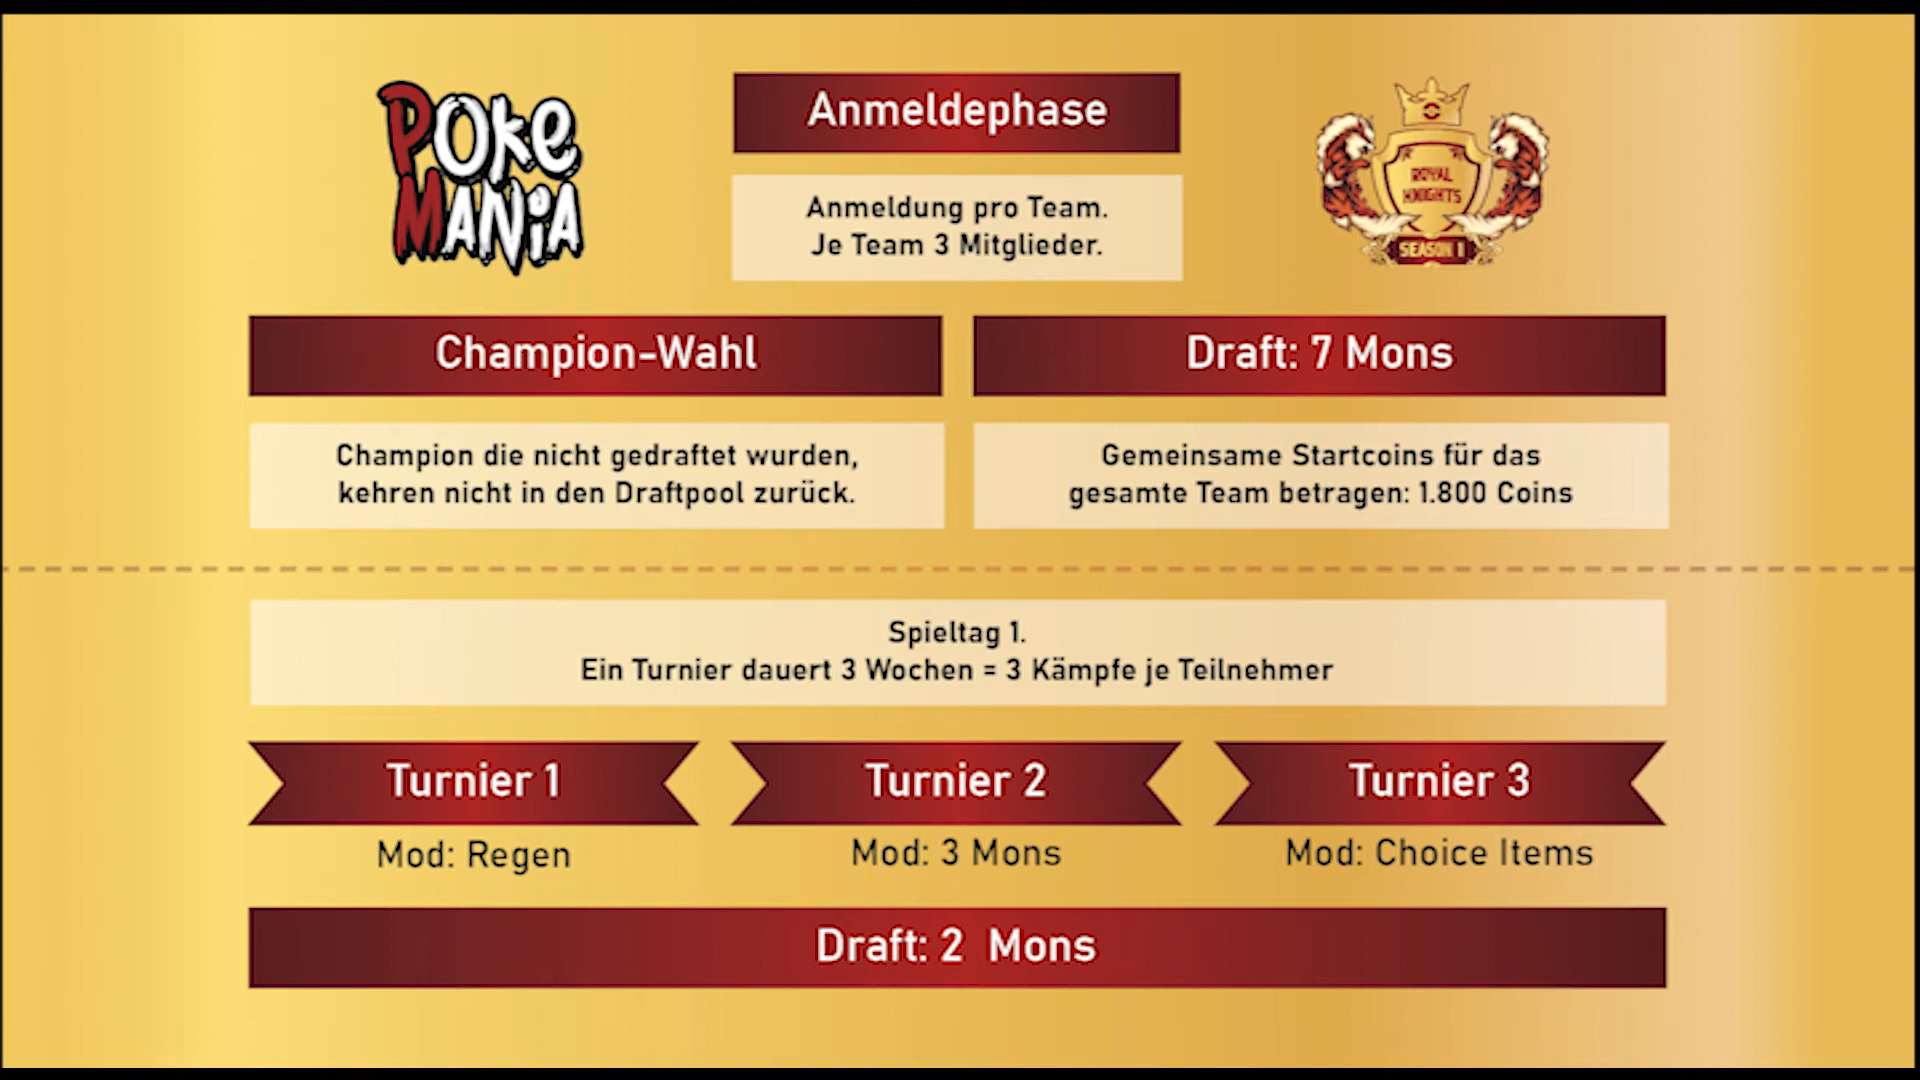 POKE
MANIA
Anmeldephase
Anmeldung pro Team.
Je Team 3 Mitglieder.
ROYAL
KNIGHTS
SEASON 1
Champion-Wahl
Champion die nicht gedraftet wurden,
kehren nicht in den Draftpool zurück.
Draft: 7 Mons
Gemeinsame Startcoins für das
gesamte Team betragen: 1.800 Coins
Spieltag 1.
Ein Turnier dauert 3 Wochen = 3 Kämpfe je Teilnehmer
Turnier 1
Mod: Regen
Turnier 2
Mod: 3 Mons
Turnier 3
Mod: Choice Items
Draft: 2 Mons